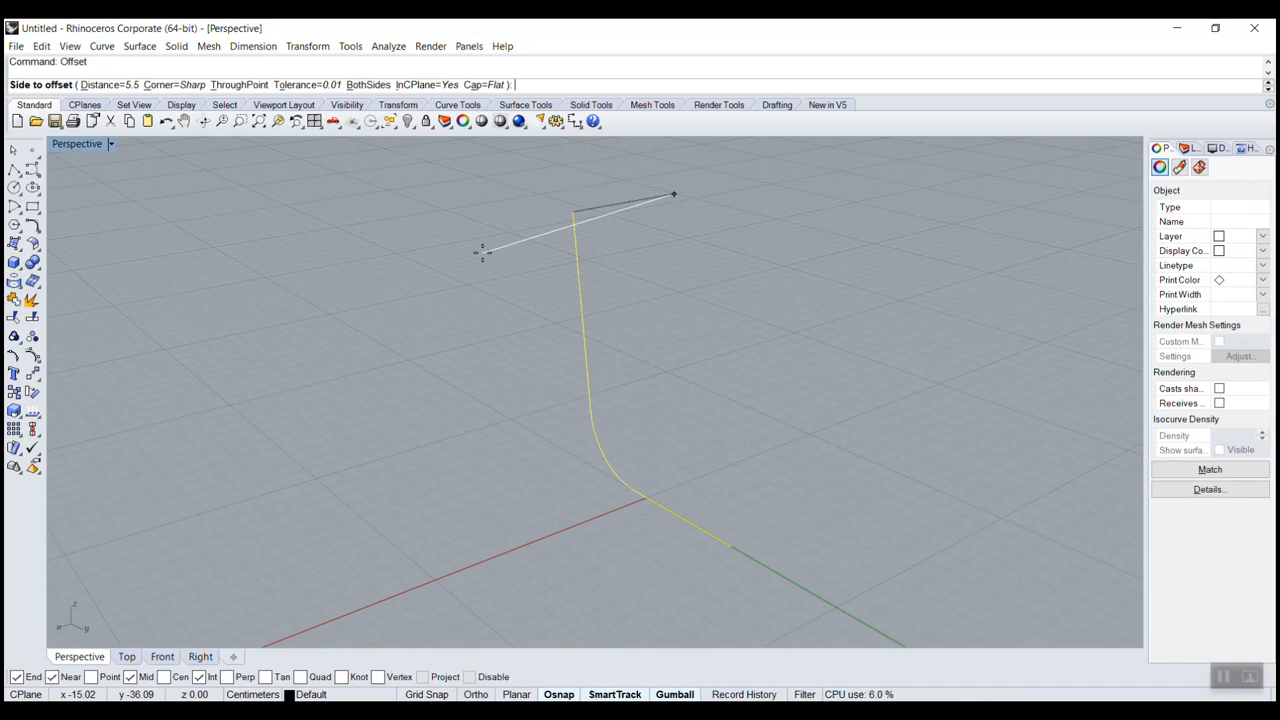 Untitled - Rhinoceros Corporate (64-bit) - [Perspective]
File Edit View Curve Surface Solid Mesh Dimension Transform Tools Analyze Render Panels Help
Command: Offset
Side to offset ( Distance=5.5 Corner=Sharp ThroughPoint Tolerance=0.01 BothSides InCPlane=Yes Cap=Flat ):
Standard CPlanes Set View Display Select Viewport Layout Visibility Transform Curve Tools Surface Tools Solid Tools Mesh Tools Render Tools Drafting New in V5
Perspective
P... L... D... H...
Object
Type
Name
Layer
Display Co...
Linetype
Print Color
Print Width
Hyperlink ...
Render Mesh Settings
Custom M...
Settings Adjust...
Rendering
Casts sha...
Receives ...
Isocurve Density
Density
Show surfa... Visible
Match
Details...
z
x y
Perspective Top Front Right
End Near Point Mid Cen Int Perp Tan Quad Knot Vertex Project Disable
CPlane x -15.02 y -36.09 z 0.00 Centimeters Default Grid Snap Ortho Planar Osnap SmartTrack Gumball Record History Filter CPU use: 6.0 %